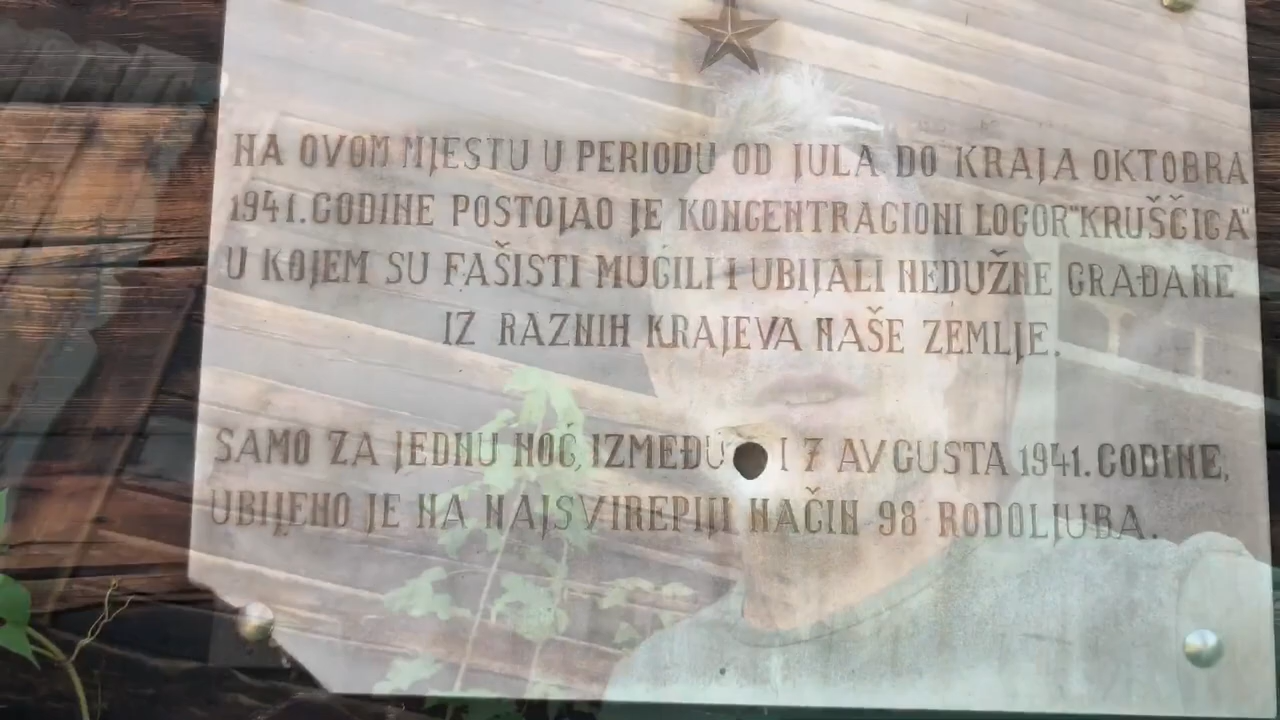 NA OVOM MJESTU U PERIODU OD JULA DO KRAJA OKTOBRA
1941. GODINE POSTOJAO JE KONCENTRACIONI LOGOR "KRUŠČICA"
U KOJEM SU FAŠISTI MUČILI I UBIJALI NEDUŽNE GRAĐANE
IZ RAZNIH KRAJEVA NAŠE ZEMLJE.
SAMO ZA JEDNU NOĆ, IZMEĐU I 7 AVGUSTA 1941. GODINE,
UBIJENO JE NA NAJSVIREPIJI NAČIN 98 RODOLJUBA.